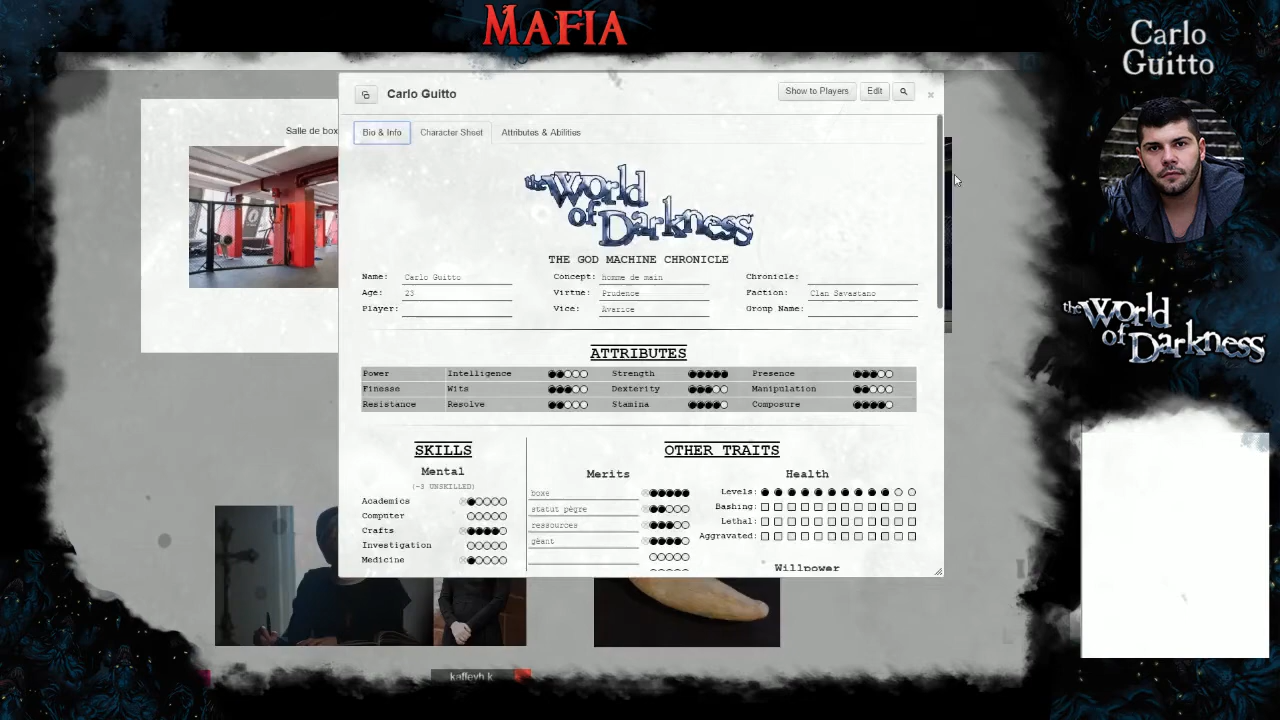 MAFIA
Carlo
Guitto
Carlo Guitto
Show to Players
Edit
Bio & Info
Character Sheet
Attributes & Abilities
Salle de box
the World
of Darkness
THE GOD MACHINE CHRONICLE
Name: Carlo Guitto
Concept: homme de main
Chronicle:
Age: 23
Virtue: Prudence
Faction: Clan Savastano
Player:
Vice: Avarice
Group Name:
the World
of Darkness
ATTRIBUTES
Power Intelligence Strength Presence
Finesse Wits Dexterity Manipulation
Resistance Resolve Stamina Composure
SKILLS
Mental
(-3 UNSKILLED)
Academics
Computer
Crafts
Investigation
Medicine
OTHER TRAITS
Merits
boxe
statut pègre
ressources
géant
Health
Levels:
Bashing:
Lethal:
Aggravated:
Willpower
kaffeyh k